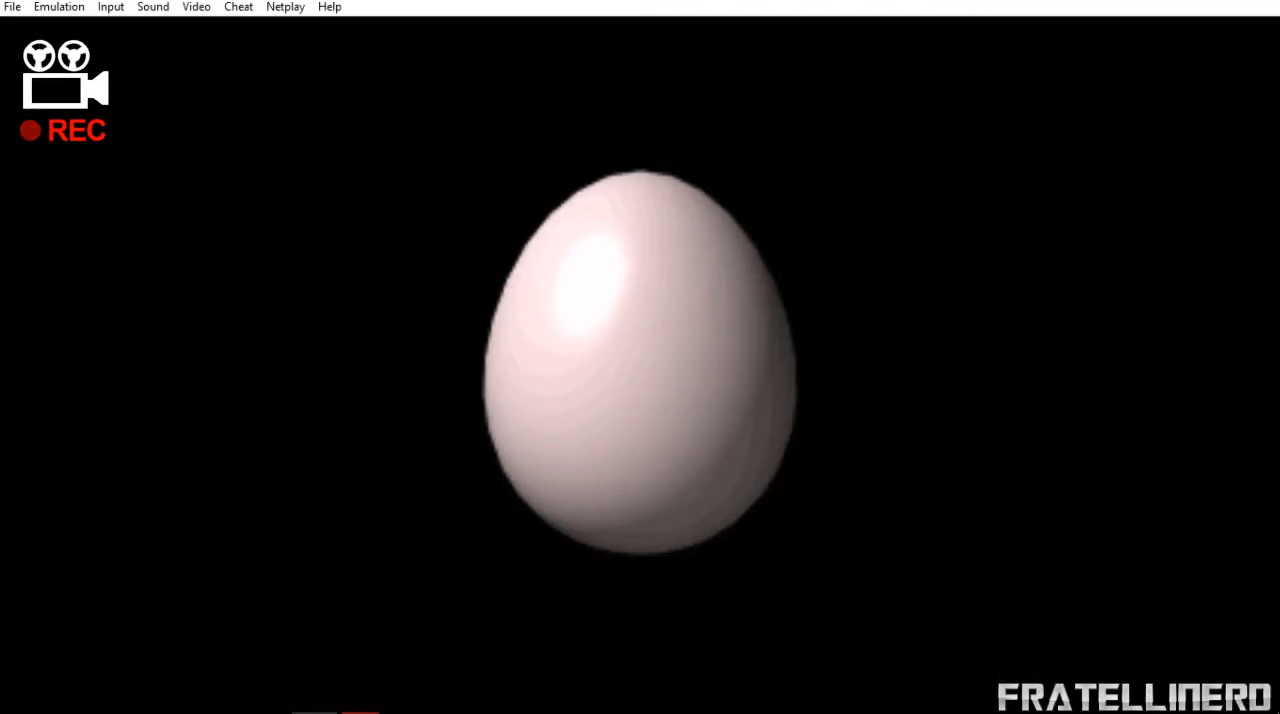 File Emulation Input Sound Video Cheat Netplay Help
REC
FRATELLINERD